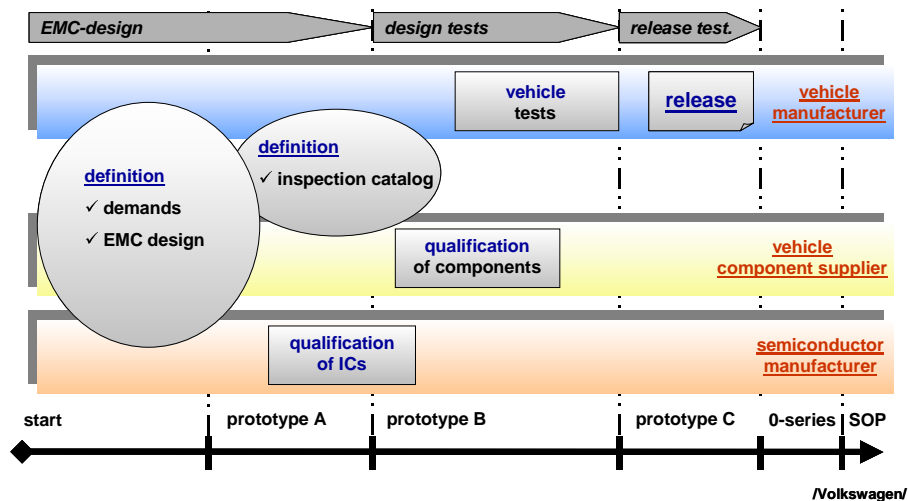 EMC-design
design tests
release test.
vehicle
tests
release
vehicle
manufacturer
definition
✓ inspection catalog
definition
✓ demands
✓ EMC design
qualification
of components
vehicle
component supplier
qualification
of ICs
semiconductor
manufacturer
start
prototype A
prototype B
prototype C
0-series
SOP
/Volkswagen/